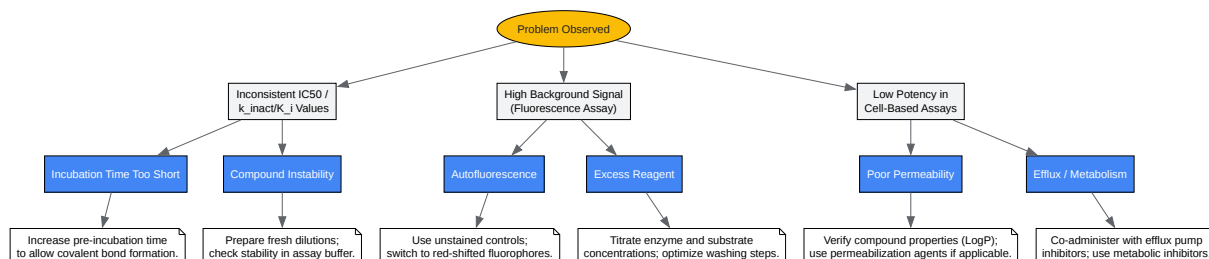 Problem Observed
Inconsistent IC50 /
k_inact/K_i Values
High Background Signal
(Fluorescence Assay)
Low Potency in
Cell-Based Assays
Incubation Time Too Short
Compound Instability
Autofluorescence
Excess Reagent
Poor Permeability
Efflux / Metabolism
Increase pre-incubation time
to allow covalent bond formation.
Prepare fresh dilutions;
check stability in assay buffer.
Use unstained controls;
switch to red-shifted fluorophores.
Titrate enzyme and substrate
concentrations; optimize washing steps.
Verify compound properties (LogP);
use permeabilization agents if applicable.
Co-administer with efflux pump
inhibitors; use metabolic inhibitors